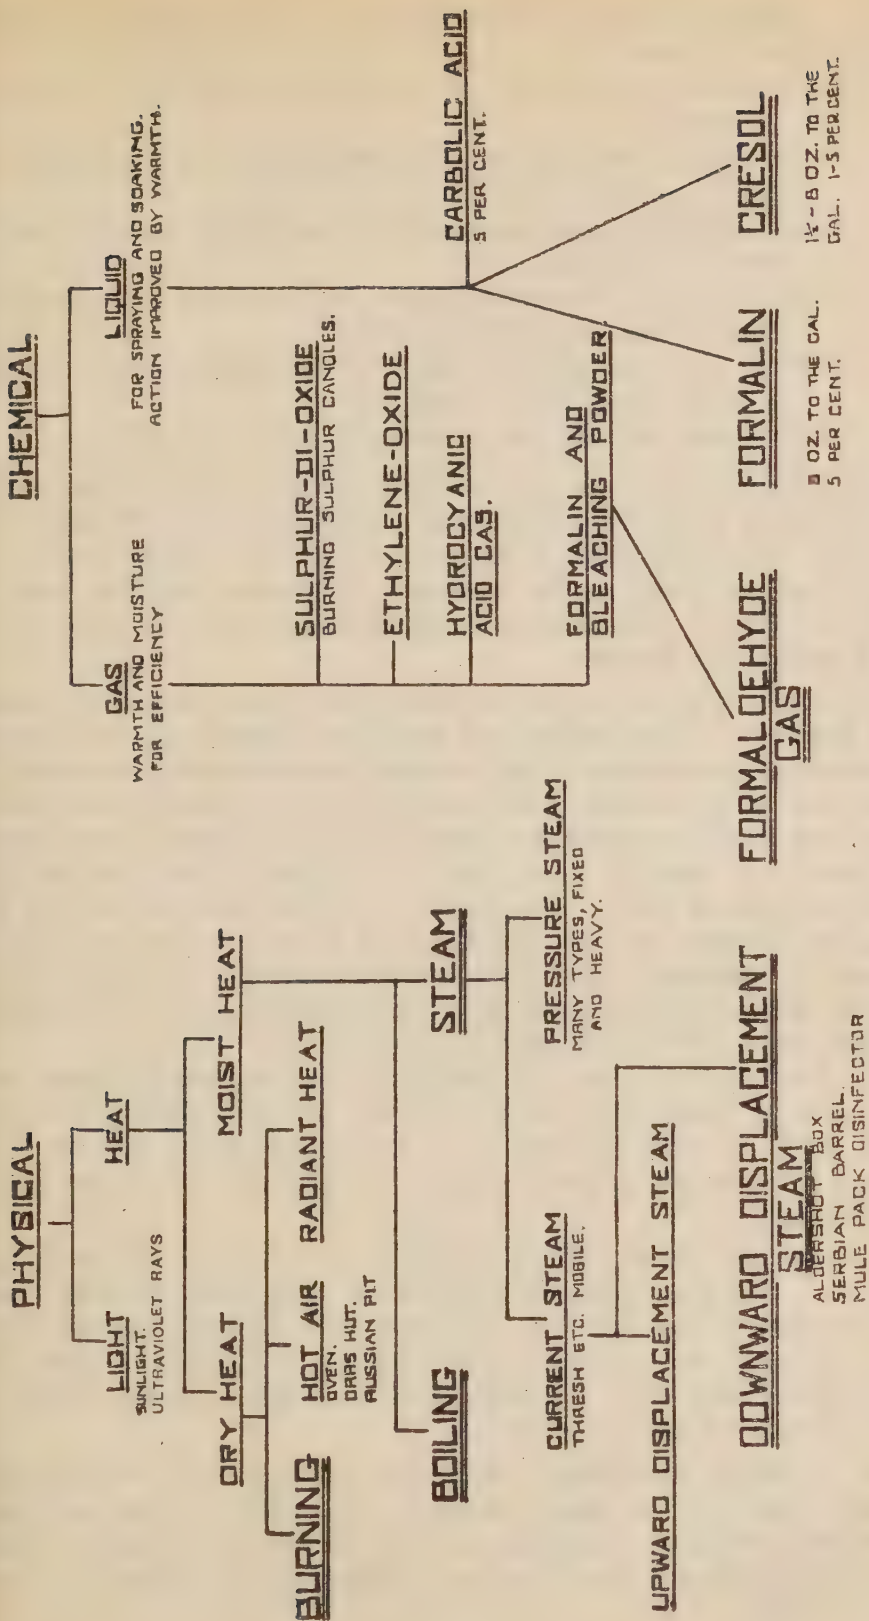 PHYSICAL
LIGHT
SUNLIGHT.
ULTRAVIOLET RAYS
HEAT
DRY HEAT
MOIST HEAT
BURNING
HOT AIR
OVEN.
ORAS HUT.
RUSSIAN PIT
RADIANT HEAT
BOILING
STEAM
CURRENT STEAM
THRESH ETC. MOBILE.
PRESSURE STEAM
MANY TYPES, FIXED
AND HEAVY.
UPWARD DISPLACEMENT STEAM
DOWNWARD DISPLACEMENT
STEAM
ALDERSHOT BOX
SERBIAN BARREL.
MULE PACK DISINFECTOR
CHEMICAL
GAS
WARMTH AND MOISTURE
FOR EFFICIENCY
LIQUID
FOR SPRAYING AND SOAKING.
ACTION IMPROVED BY WARMTH.
SULPHUR-DI-OXIDE
BURNING SULPHUR CANDLES.
ETHYLENE-OXIDE
HYDROCYANIC
ACID GAS.
FORMALIN AND
BLEACHING POWDER
CARBOLIC ACID
5 PER CENT.
FORMALDEHYDE
GAS
FORMALIN
8 OZ. TO THE GAL.
5 PER CENT.
CRESOL
1½-8 OZ. TO THE
GAL. 1-5 PER CENT.